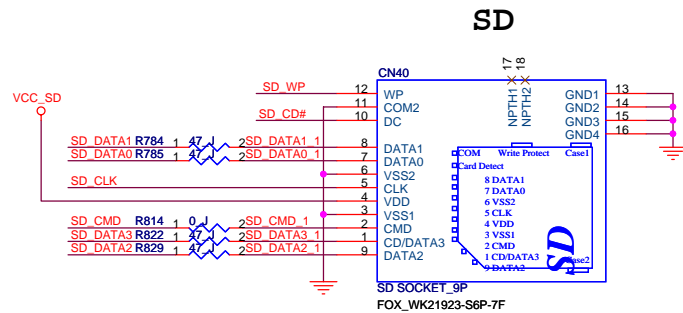 SD
CN40
17
18
NPTH1
NPTH2
SD_WP 12 WP
11 COM2
SD_CD# 10 DC
GND1 13
GND2 14
GND3 15
GND4 16
VCC_SD
SD_DATA1 R784 1 47_J 2 SD_DATA1_1 8 DATA1
SD_DATA0 R785 1 47_J 2 SD_DATA0_1 7 DATA0
6 VSS2
SD_CLK 5 CLK
4 VDD
3 VSS1
SD_CMD R814 1 0_J 2 SD_CMD_1 2 CMD
SD_DATA3 R822 1 47_J 2 SD_DATA3_1 1 CD/DATA3
SD_DATA2 R829 1 47_J 2 SD_DATA2_1 9 DATA2
COM Write Protect Case1
Card Detect
8 DATA1
7 DATA0
6 VSS2
5 CLK
4 VDD
3 VSS1
2 CMD
1 CD/DATA3
9 DATA2
SD
Case2
SD SOCKET_9P
FOX_WK21923-S6P-7F